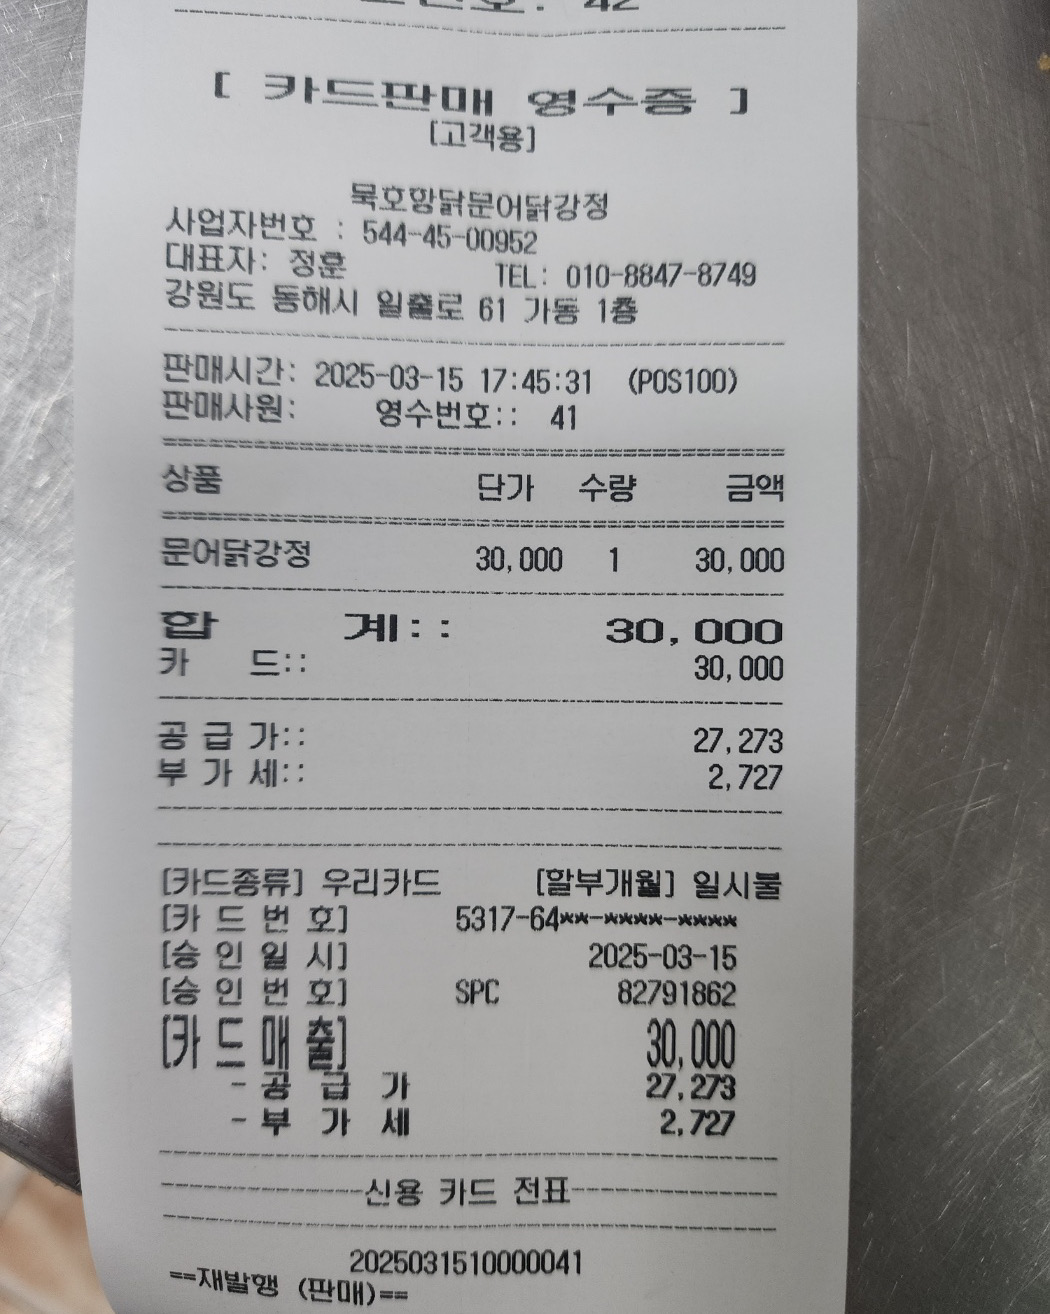 [ 카드판매 영수증 ]
[고객용]
묵호항닭문어닭강정
사업자번호 : 544-45-00952
대표자: 정훈 TEL: 010-8847-8749
강원도 동해시 일출로 61 가동 1층
판매시간: 2025-03-15 17:45:31 (POS100)
판매사원: 영수번호:: 41
상품 단가 수량 금액
문어닭강정 30,000 1 30,000
합 계:: 30,000
카 드:: 30,000
공 급 가:: 27,273
부 가 세:: 2,727
[카드종류] 우리카드 [할부개월] 일시불
[카 드 번 호] 5317-64**-****-****
[승 인 일 시] 2025-03-15
[승 인 번 호] SPC 82791862
[카 드 매 출] 30,000
- 공 급 가 27,273
- 부 가 세 2,727
신용 카드 전표
2025031510000041
==재발행 (판매)==